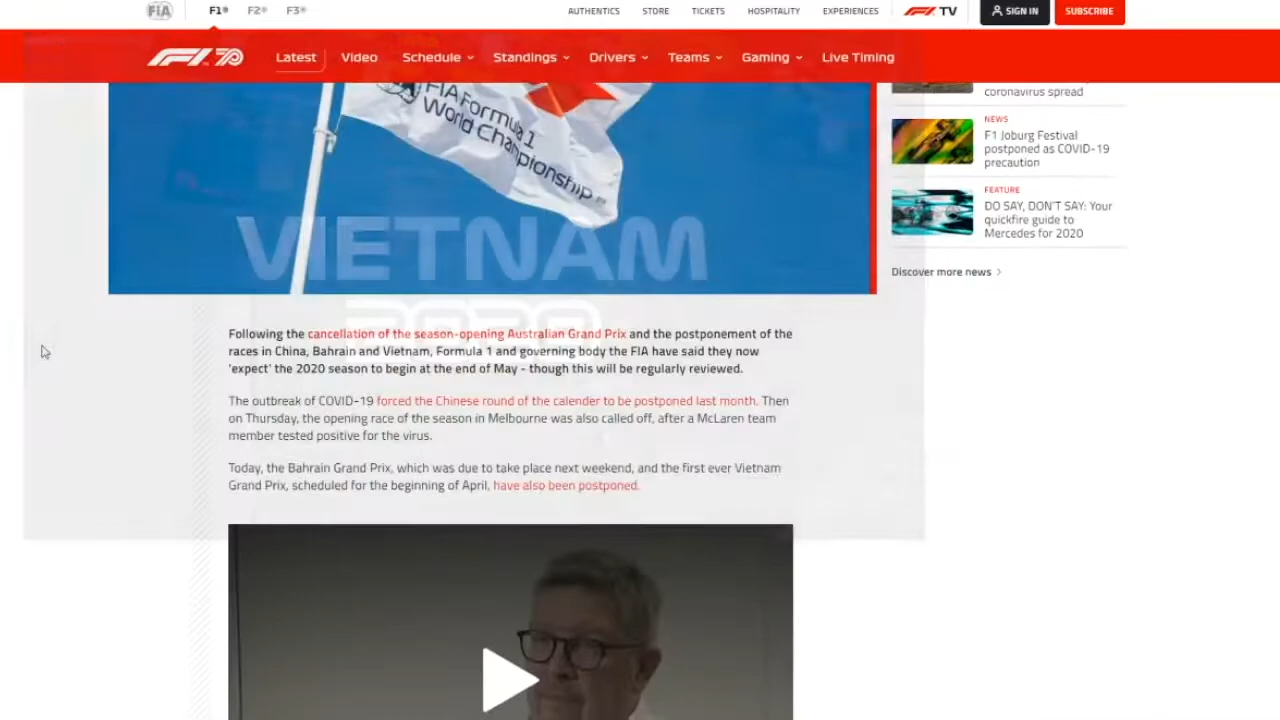 FIA
F1® F2® F3®
AUTHENTICS STORE TICKETS HOSPITALITY EXPERIENCES F1 TV SIGN IN SUBSCRIBE
F1 70 Latest Video Schedule Standings Drivers Teams Gaming Live Timing
FIA Formula 1
World Championship™
VIETNAM
2020
coronavirus spread
NEWS
F1 Joburg Festival
postponed as COVID-19
precaution
FEATURE
DO SAY, DON'T SAY: Your
quickfire guide to
Mercedes for 2020
Discover more news
Following the cancellation of the season-opening Australian Grand Prix and the postponement of the
races in China, Bahrain and Vietnam, Formula 1 and governing body the FIA have said they now
'expect' the 2020 season to begin at the end of May - though this will be regularly reviewed.
The outbreak of COVID-19 forced the Chinese round of the calender to be postponed last month. Then
on Thursday, the opening race of the season in Melbourne was also called off, after a McLaren team
member tested positive for the virus.
Today, the Bahrain Grand Prix, which was due to take place next weekend, and the first ever Vietnam
Grand Prix, scheduled for the beginning of April, have also been postponed.